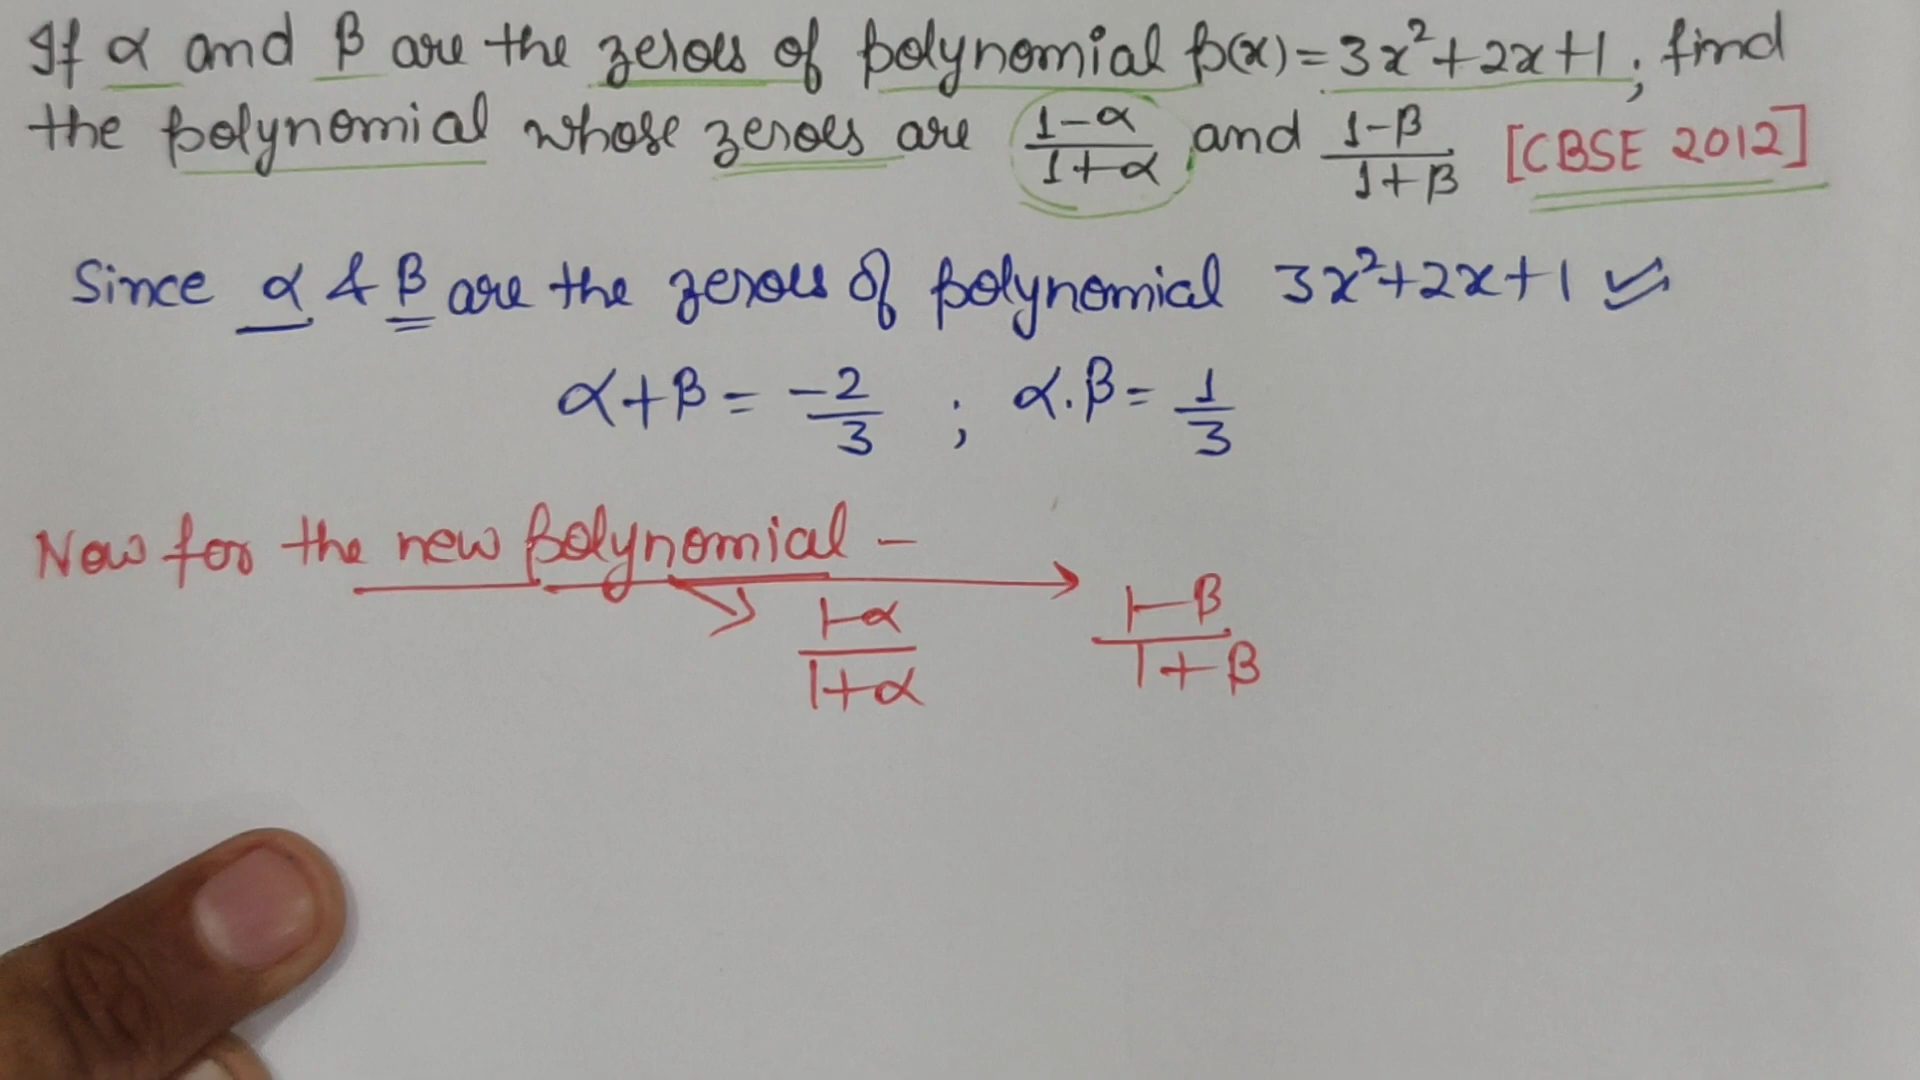 If α and β are the zeroes of polynomial p(x) = 3x²+2x+1, find
the polynomial whose zeroes are (1-α)/(1+α) and (1-β)/(1+β) [CBSE 2012]
Since α & β are the zeroes of polynomial 3x²+2x+1
α+β = -2/3 ; α.β = 1/3
Now for the new polynomial -
(1-α)/(1+α) (1-β)/(1+β)